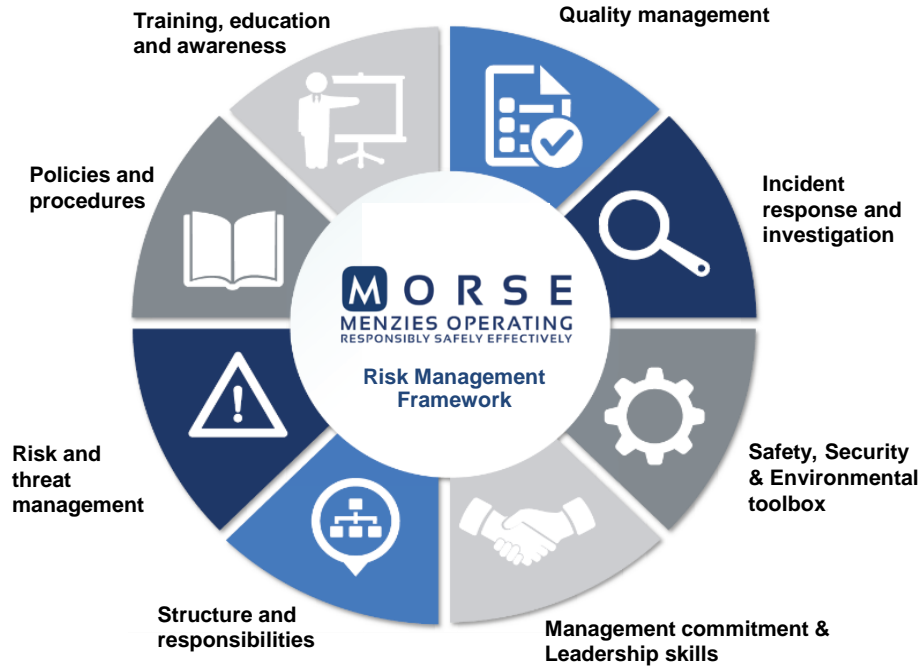 Training, education
and awareness
Quality management
Policies and
procedures
Incident
response and
investigation
M O R S E
MENZIES OPERATING
RESPONSIBLY SAFELY EFFECTIVELY
Risk Management
Framework
Risk and
threat
management
Safety, Security
& Environmental
toolbox
Structure and
responsibilities
Management commitment &
Leadership skills